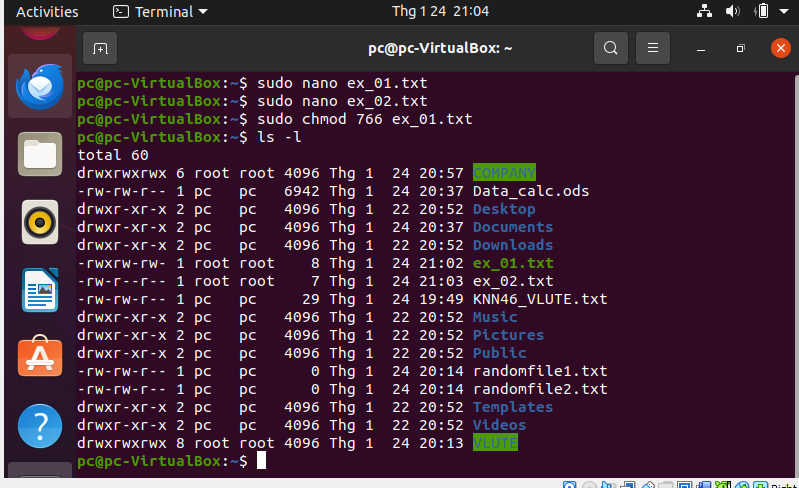 Activities Terminal Thg 1 24 21:04
pc@pc-VirtualBox: ~
pc@pc-VirtualBox:~$ sudo nano ex_01.txt
pc@pc-VirtualBox:~$ sudo nano ex_02.txt
pc@pc-VirtualBox:~$ sudo chmod 766 ex_01.txt
pc@pc-VirtualBox:~$ ls -l
total 60
drwxrwxrwx 6 root root 4096 Thg 1  24 20:57 COMPANY
-rw-rw-r-- 1 pc   pc   6942 Thg 1  24 20:37 Data_calc.ods
drwxr-xr-x 2 pc   pc   4096 Thg 1  22 20:52 Desktop
drwxr-xr-x 2 pc   pc   4096 Thg 1  24 20:37 Documents
drwxr-xr-x 2 pc   pc   4096 Thg 1  22 20:52 Downloads
-rwxrw-rw- 1 root root    8 Thg 1  24 21:02 ex_01.txt
-rw-r--r-- 1 root root    7 Thg 1  24 21:03 ex_02.txt
-rw-rw-r-- 1 pc   pc     29 Thg 1  24 19:49 KNN46_VLUTE.txt
drwxr-xr-x 2 pc   pc   4096 Thg 1  22 20:52 Music
drwxr-xr-x 2 pc   pc   4096 Thg 1  22 20:52 Pictures
drwxr-xr-x 2 pc   pc   4096 Thg 1  22 20:52 Public
-rw-rw-r-- 1 pc   pc      0 Thg 1  24 20:14 randomfile1.txt
-rw-rw-r-- 1 pc   pc      0 Thg 1  24 20:14 randomfile2.txt
drwxr-xr-x 2 pc   pc   4096 Thg 1  22 20:52 Templates
drwxr-xr-x 2 pc   pc   4096 Thg 1  22 20:52 Videos
drwxrwxrwx 8 root root 4096 Thg 1  24 20:13 VLUTE
pc@pc-VirtualBox:~$